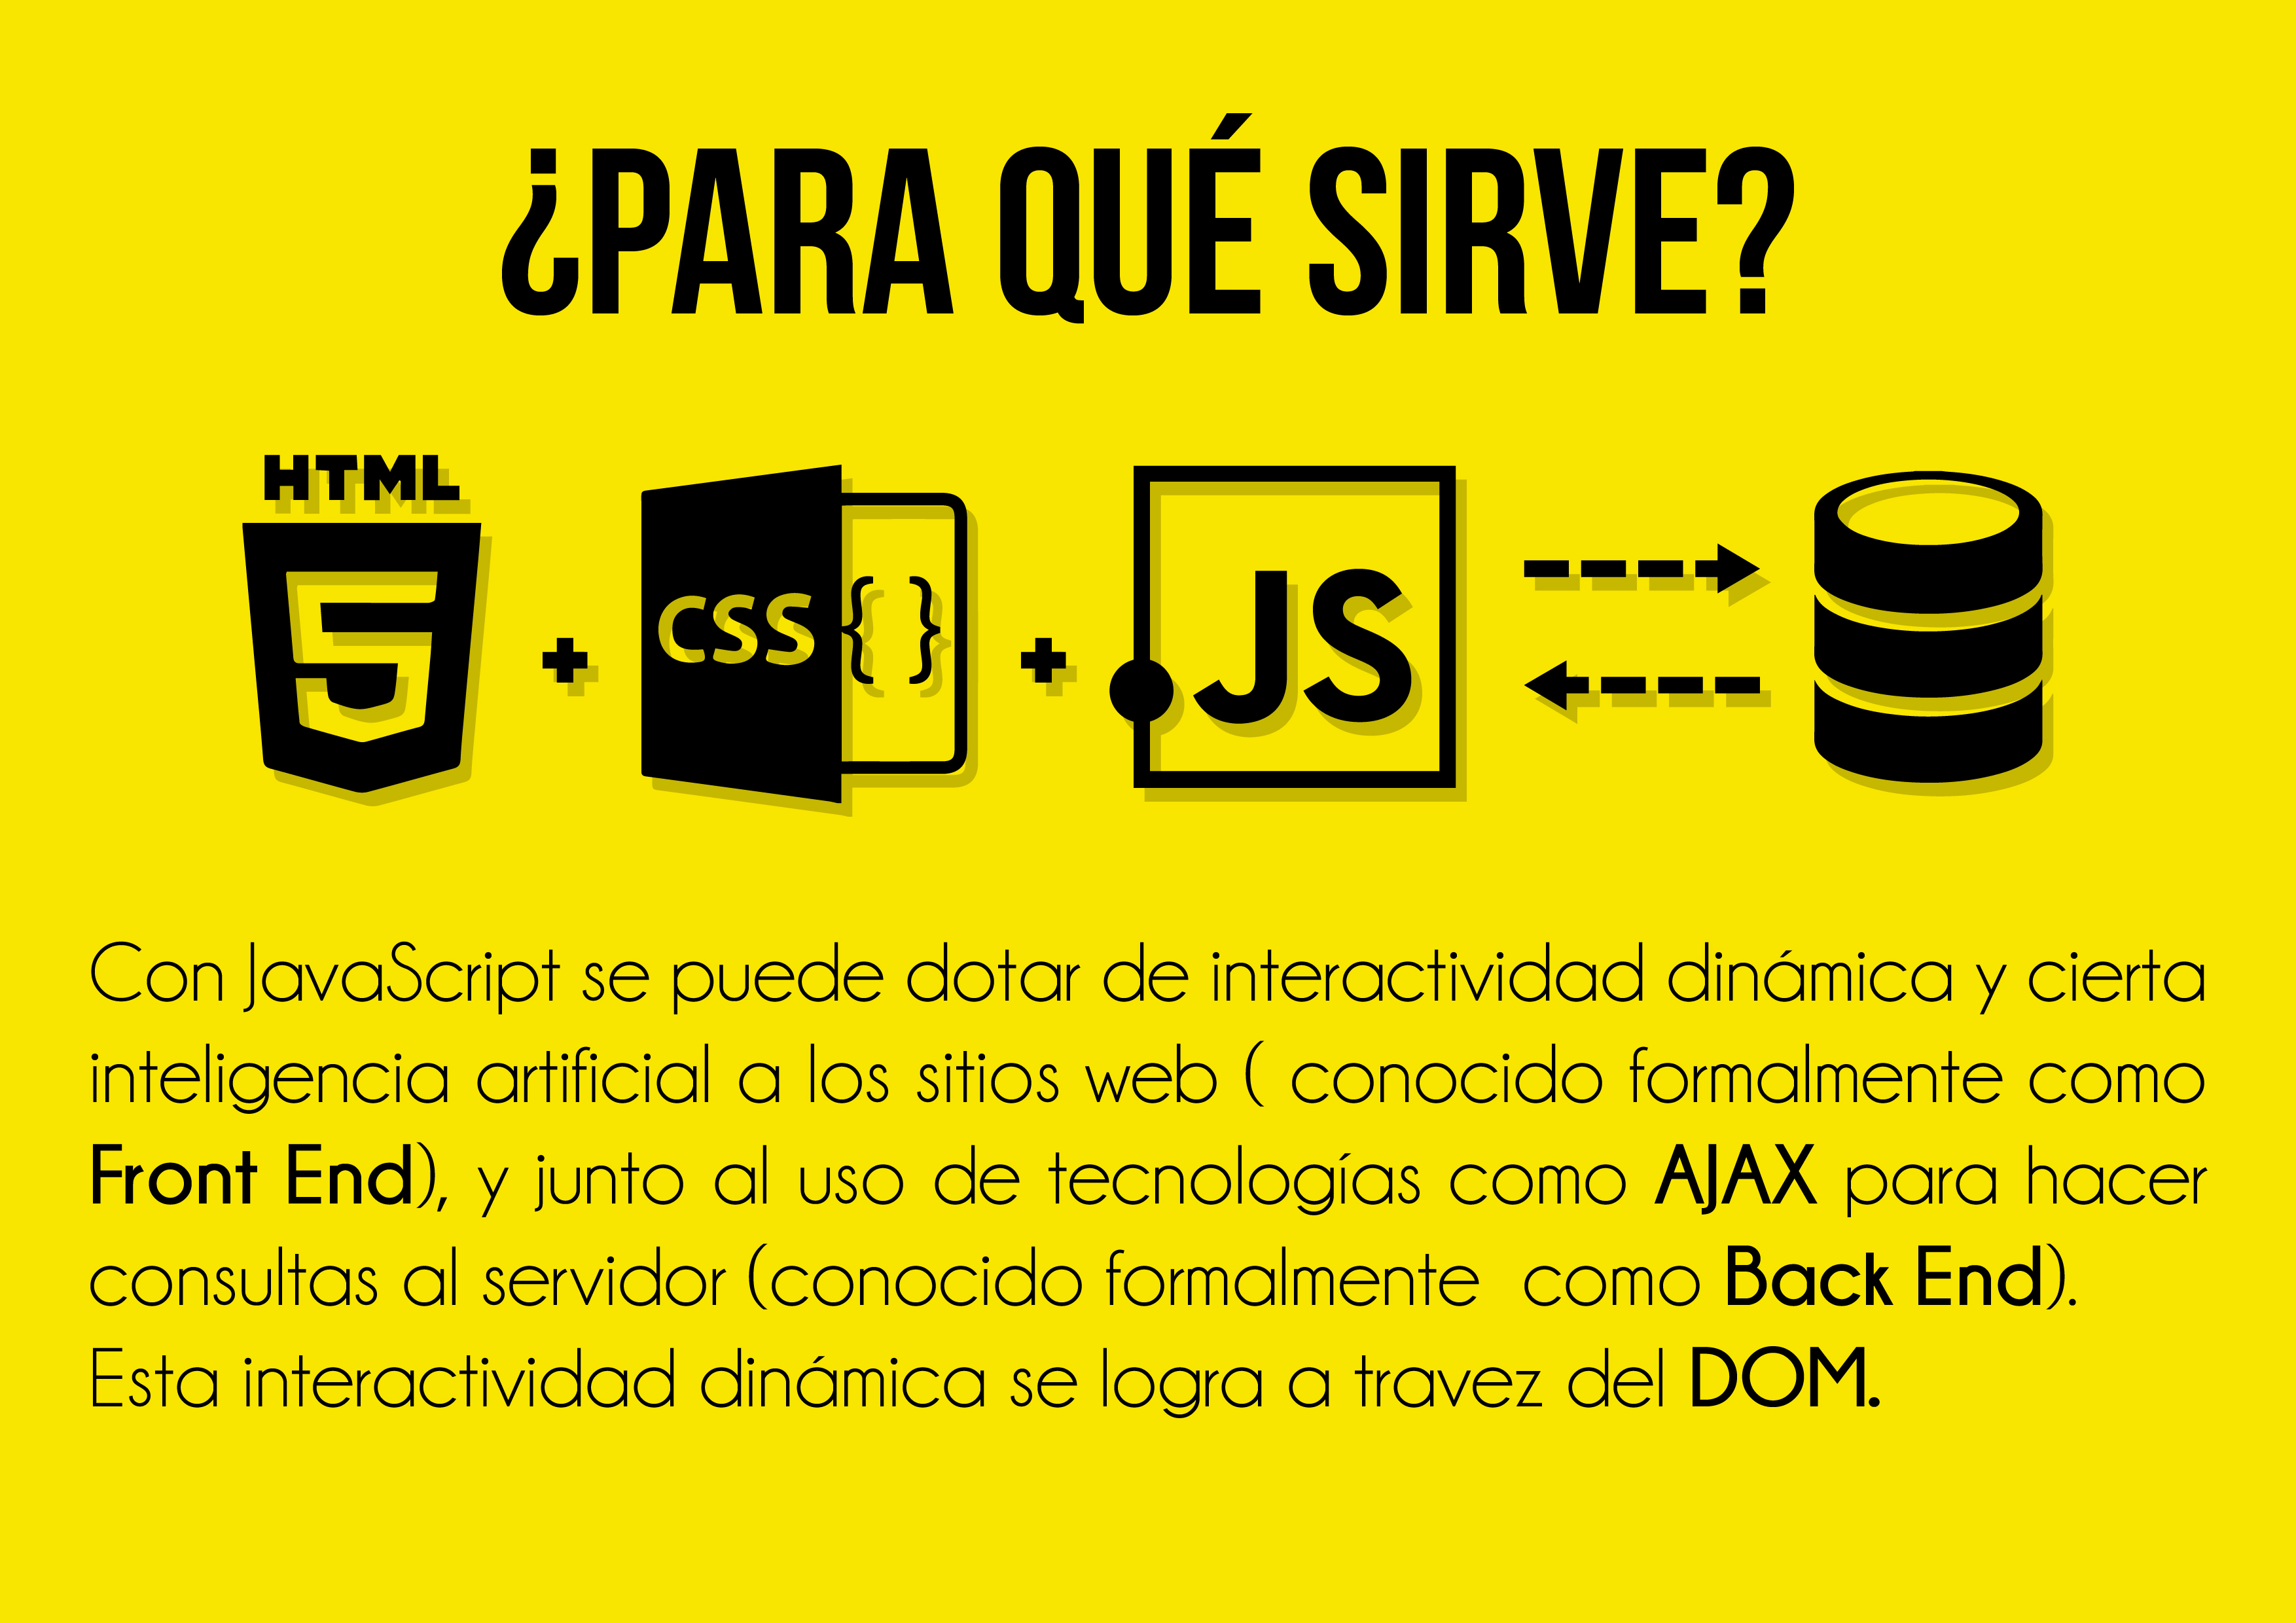 ¿PARA QUÉ SIRVE?
HTML
5
+
CSS
{ }
+
JS
Con JavaScript se puede dotar de interactividad dinámica y cierta
inteligencia artificial a los sitios web ( conocido formalmente como
Front End), y junto al uso de tecnologías como AJAX para hacer
consultas al servidor (conocido formalmente como Back End).
Esta interactividad dinámica se logra a travez del DOM.